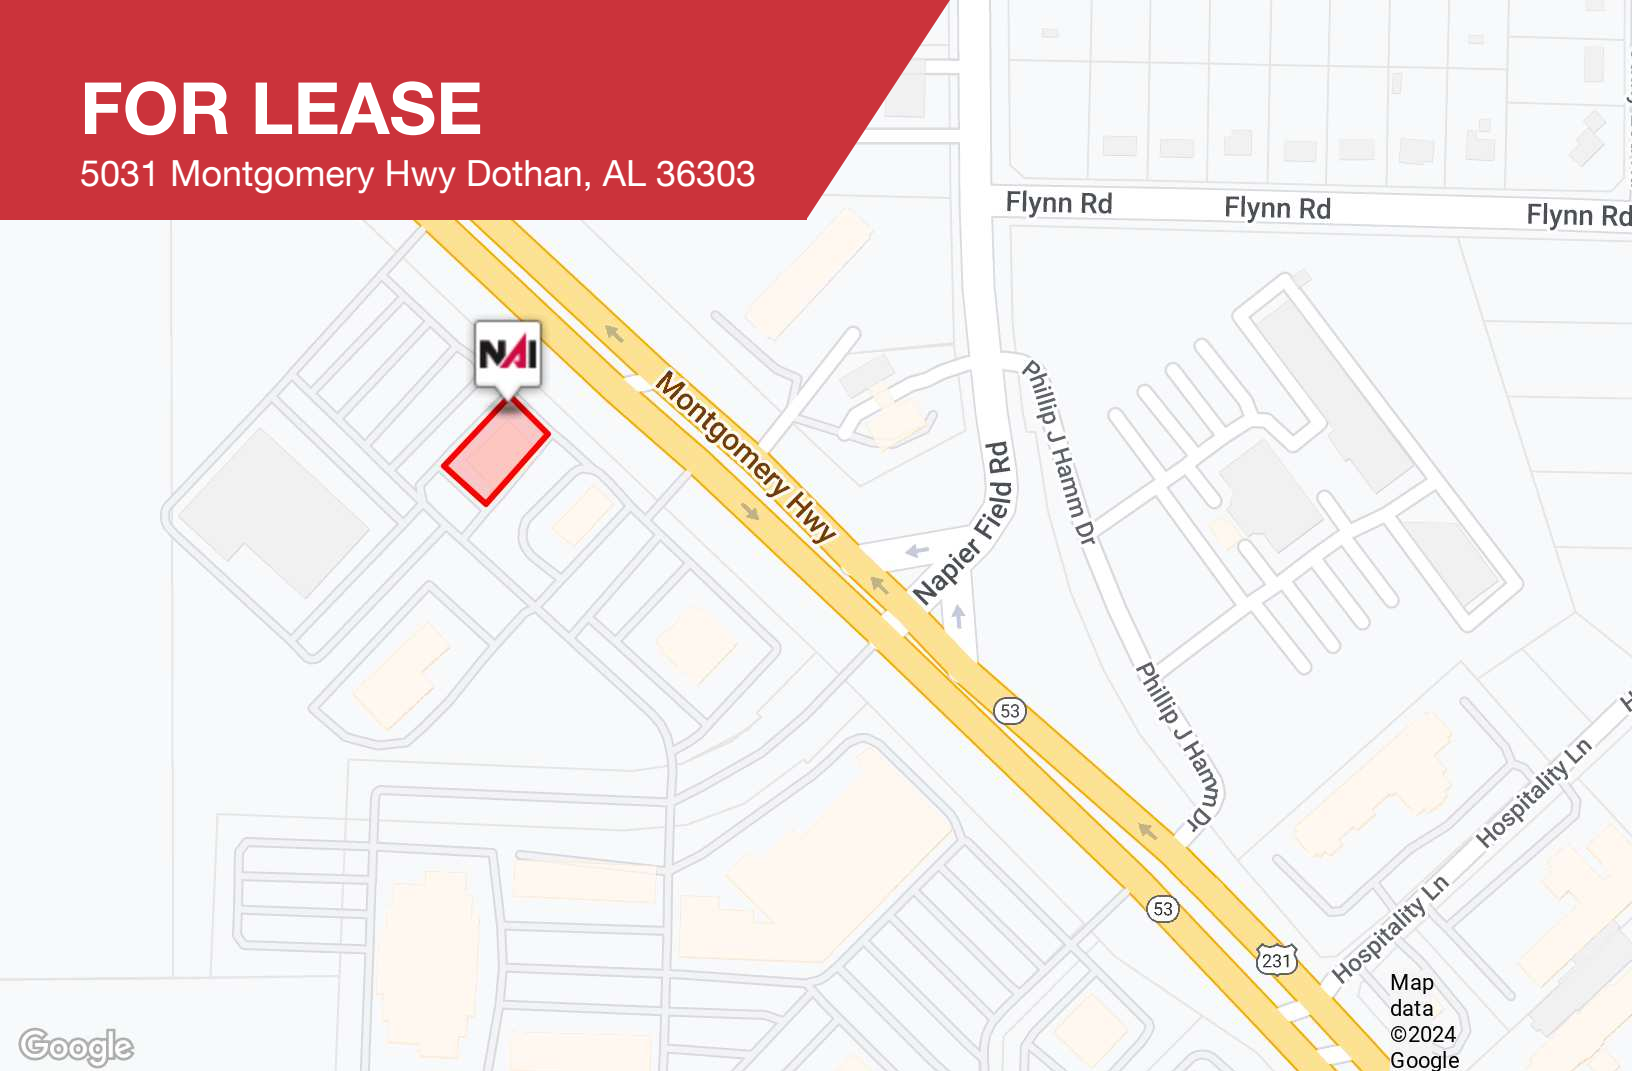 FOR LEASE
5031 Montgomery Hwy Dothan, AL 36303
Flynn Rd
Flynn Rd
Flynn Rd
NAI
Montgomery Hwy
Phillip J Hamm Dr
Napier Field Rd
Phillip J Hamm Dr
53
53
231
Hospitality Ln
Hospitality Ln
Map
data
©2024
Google
Google